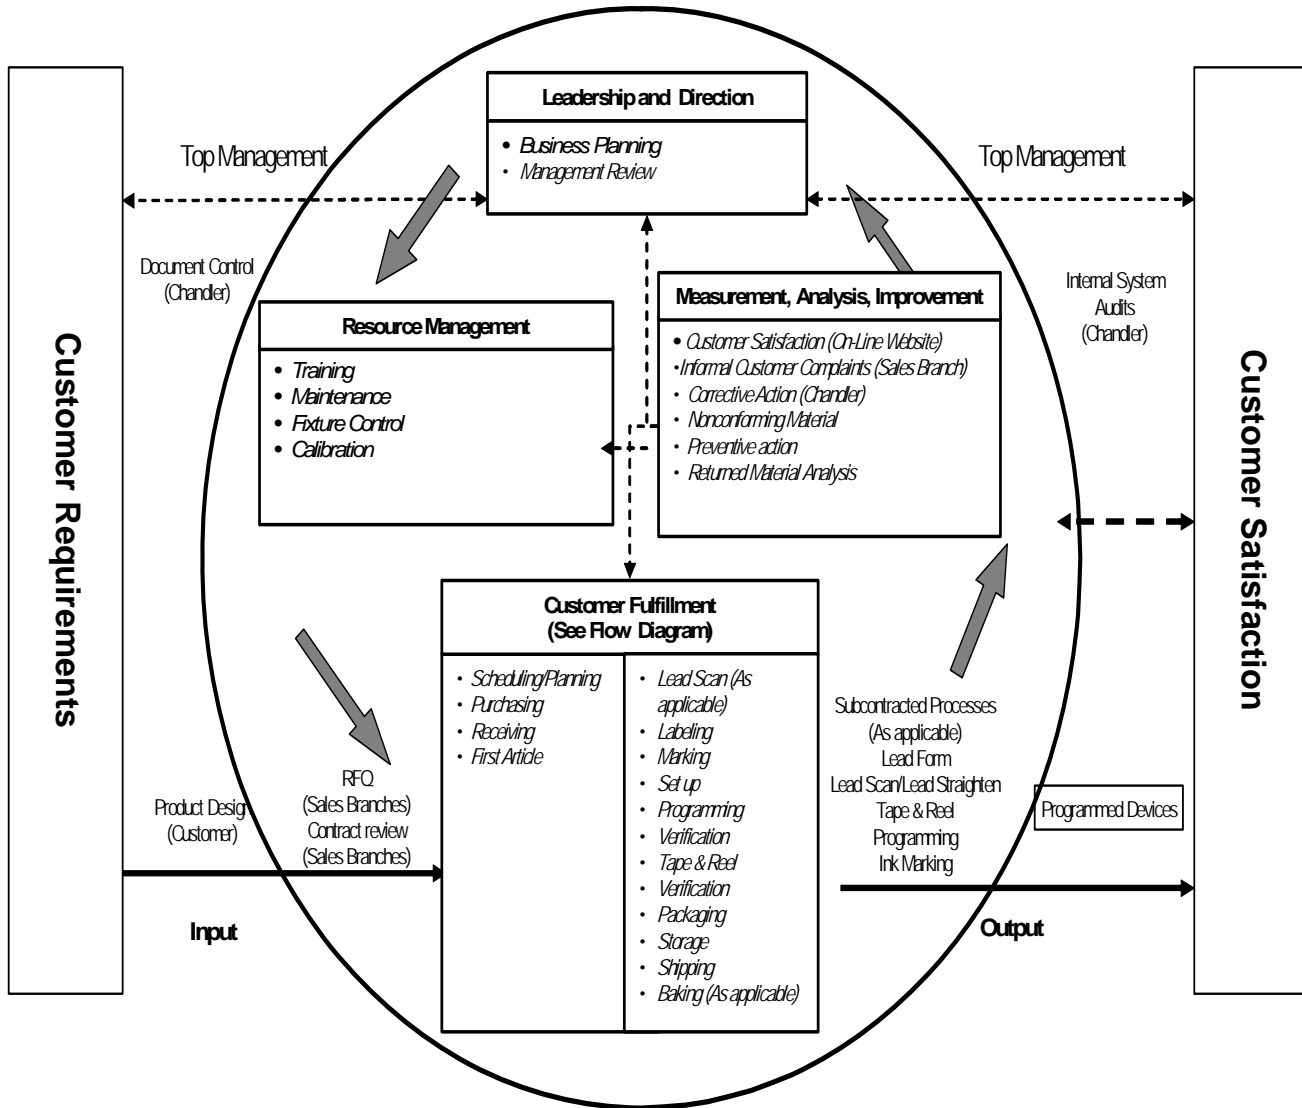 Customer Requirements
Top Management
Document Control
(Chandler)
Product Design
(Customer)
Input
RFQ
(Sales Branches)
Contract review
(Sales Branches)
Leadership and Direction
• Business Planning
• Management Review
Resource Management
• Training
• Maintenance
• Fixture Control
• Calibration
Measurement, Analysis, Improvement
• Customer Satisfaction (On-Line Website)
• Informal Customer Complaints (Sales Branch)
• Corrective Action (Chandler)
• Nonconforming Material
• Preventive action
• Returned Material Analysis
Customer Fulfillment
(See Flow Diagram)
• Scheduling/Planning
• Purchasing
• Receiving
• First Article
• Lead Scan (As
applicable)
• Labeling
• Marking
• Set up
• Programming
• Verification
• Tape & Reel
• Verification
• Packaging
• Storage
• Shipping
• Baking (As applicable)
Top Management
Internal System
Audits
(Chandler)
Subcontracted Processes
(As applicable)
Lead Form
Lead Scan/Lead Straighten
Tape & Reel
Programming
Ink Marking
Programmed Devices
Output
Customer Satisfaction